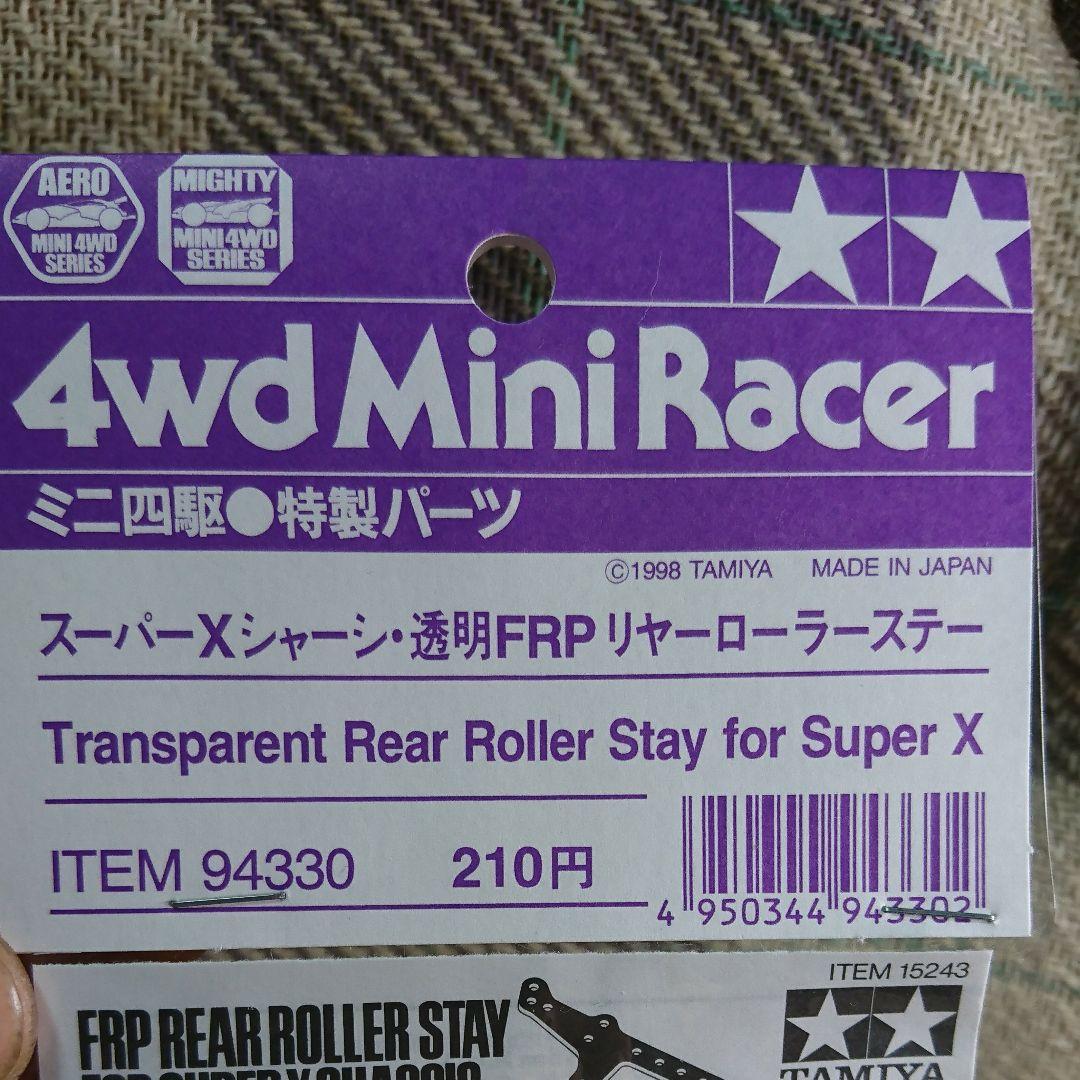 AERO
MINI 4WD
SERIES
MIGHTY
MINI 4WD
SERIES
4wd Mini Racer
ミニ四駆●特製パーツ
©1998 TAMIYA MADE IN JAPAN
スーパーXシャーシ・透明FRPリヤーローラーステー
Transparent Rear Roller Stay for Super X
ITEM 94330 210円
4 950344 943302
ITEM 15243
FRP REAR ROLLER STAY
FOR SUPER X CHASSIS
TAMIYA